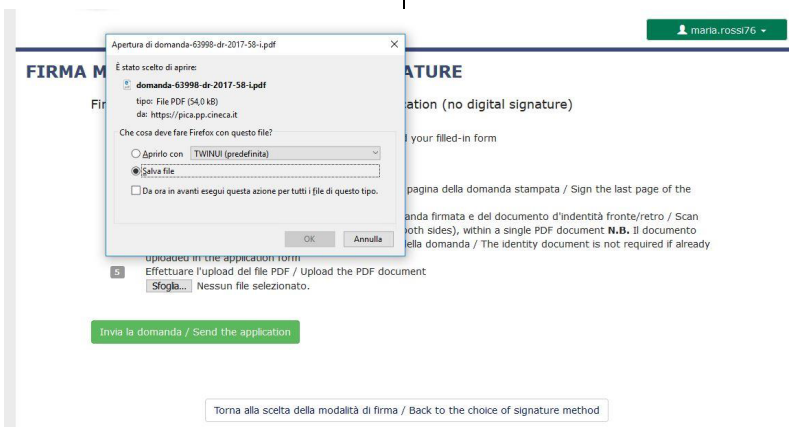 maria.rossi76
Apertura di domanda-63998-dr-2017-58-i.pdf
È stato scelto di aprire:
domanda-63998-dr-2017-58-i.pdf
tipo: File PDF (54,0 kB)
da: https://pica.pp.cineca.it
Che cosa deve fare Firefox con questo file?
Aprirlo con TWINUI (predefinita)
Salva file
Da ora in avanti esegui questa azione per tutti i file di questo tipo.
OK Annulla
FIRMA M ATURE
Fir ation (no digital signature)
your filled-in form
pagina della domanda stampata / Sign the last page of the
anda firmata e del documento d'indentità fronte/retro / Scan
both sides), within a single PDF document N.B. Il documento
della domanda / The identity document is not required if already
uploaded in the application form
5 Effettuare l'upload del file PDF / Upload the PDF document
Sfoglia... Nessun file selezionato.
Invia la domanda / Send the application
Torna alla scelta della modalità di firma / Back to the choice of signature method